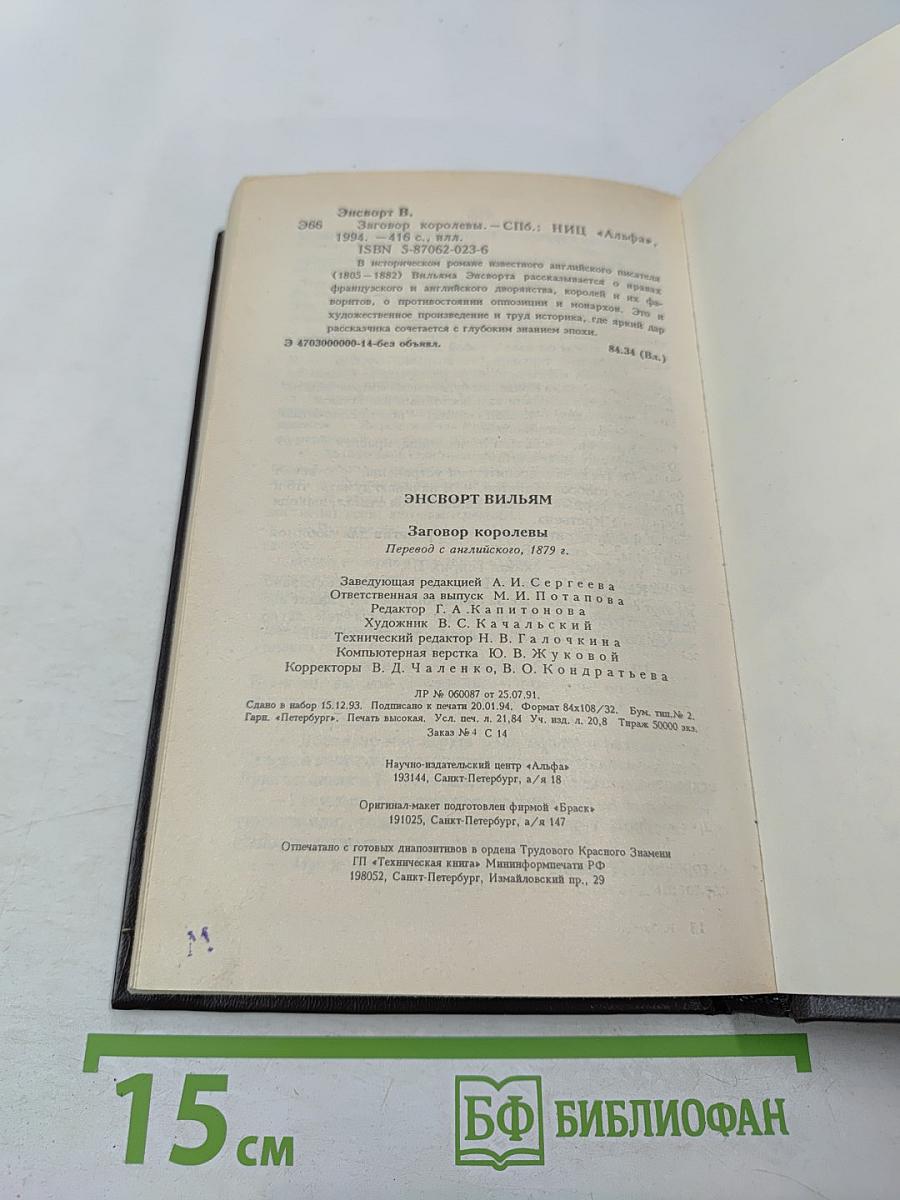 Энсворт В.
Э66 Заговор королевы. — СПб.: НИЦ «Альфа»,
1994. — 416 с., илл.
ISBN 5-87062-023-6
В историческом романе известного английского писателя
(1805 — 1882) Вильяма Энсворта рассказывается о нравах
французского и английского дворянства, королей и их фа-
воритов, о противостоянии оппозиции и монархов. Это и
художественное произведение и труд историка, где яркий дар
рассказчика сочетается с глубоким знанием эпохи.
Э 4703000000-14-без объявл. 84.34 (Вл.)
ЭНСВОРТ ВИЛЬЯМ
Заговор королевы
Перевод с английского, 1879 г.
Заведующая редакцией А. И. Сергеева
Ответственная за выпуск М. И. Потапова
Редактор Г. А .Капитонова
Художник В. С. Качальский
Технический редактор Н. В. Галочкина
Компьютерная верстка Ю. В. Жуковой
Корректоры В. Д. Чаленко, В. О. Кондратьева
ЛР № 060087 от 25.07.91.
Сдано в набор 15.12.93. Подписано к печати 20.01.94. Формат 84x108/32. Бум. тип.№ 2.
Гарн. «Петербург». Печать высокая. Усл. печ. л. 21,84 Уч. изд. л. 20,8 Тираж 50000 экз.
Заказ № 4 С 14
Научно-издательский центр «Альфа»
193144, Санкт-Петербург, а/я 18
Оригинал-макет подготовлен фирмой «Браск»
191025, Санкт-Петербург, а/я 147
Отпечатано с готовых диапозитивов в ордена Трудового Красного Знамени
ГП «Техническая книга» Мининформпечати РФ
198052, Санкт-Петербург, Измайловский пр., 29
15 см
БФ БИБЛИОФАН